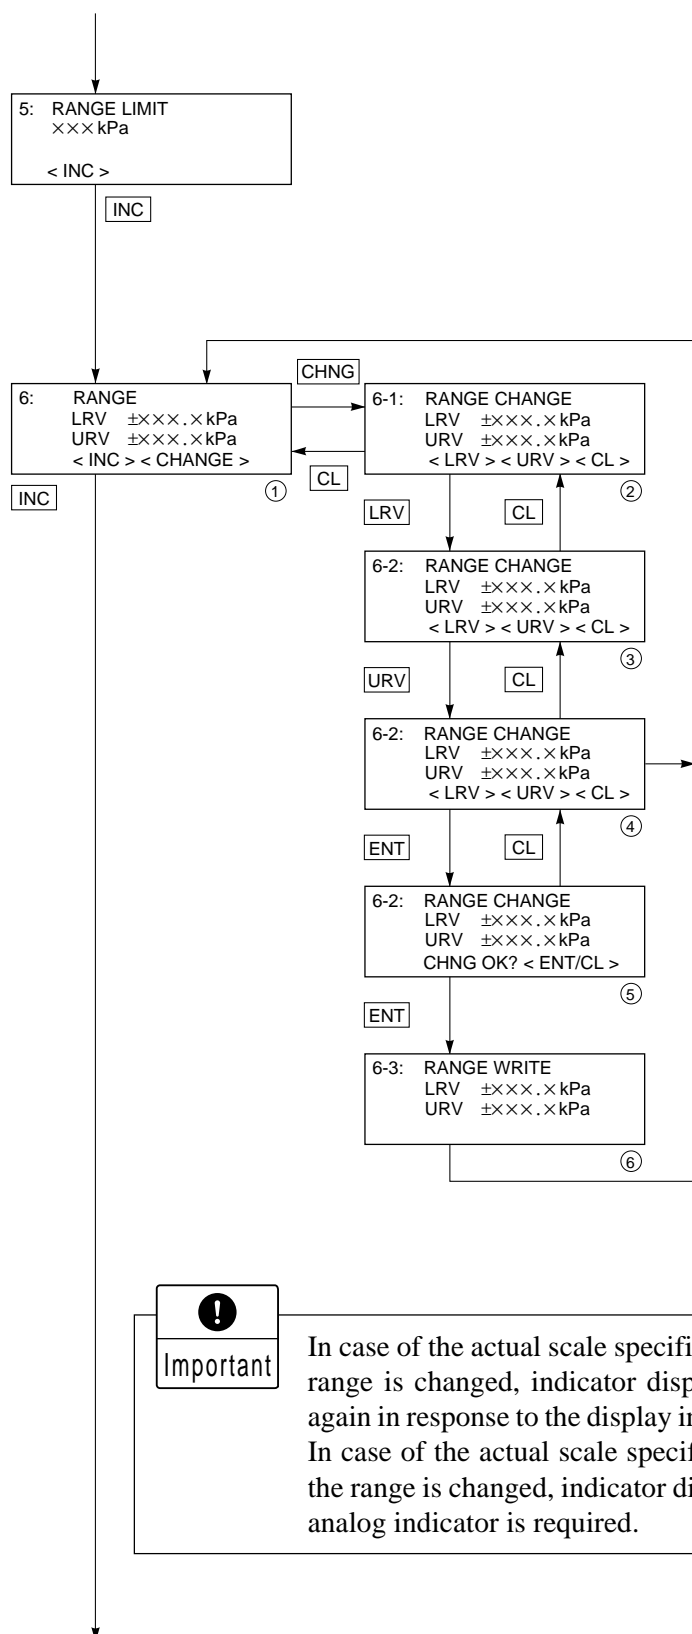 5: RANGE LIMIT
×××kPa
< INC >
INC
CHNG
6: RANGE
LRV ±×××.×kPa
URV ±×××.×kPa
< INC > < CHANGE >
①
CL
INC
6-1: RANGE CHANGE
LRV ±×××.×kPa
URV ±×××.×kPa
< LRV > < URV > < CL >
②
LRV
CL
6-2: RANGE CHANGE
LRV ±×××.×kPa
URV ±×××.×kPa
< LRV > < URV > < CL >
③
URV
CL
6-2: RANGE CHANGE
LRV ±×××.×kPa
URV ±×××.×kPa
< LRV > < URV > < CL >
④
ENT
CL
6-2: RANGE CHANGE
LRV ±×××.×kPa
URV ±×××.×kPa
CHNG OK? < ENT/CL >
⑤
ENT
6-3: RANGE WRITE
LRV ±×××.×kPa
URV ±×××.×kPa
⑥
Important
In case of the actual scale
range is changed, indicator
again in response to the display
In case of the actual scale
the range is changed, indicator
analog indicator is required.